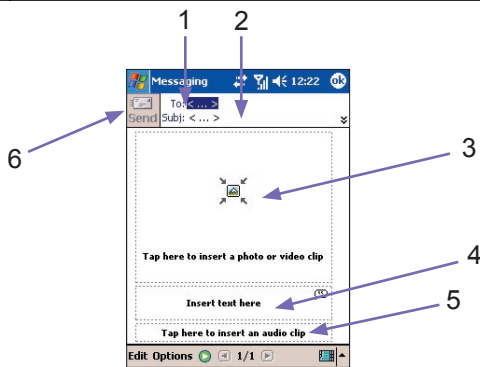 1 2
Messaging 12:22 ok
To: < ... >
Send Subj: < ... >
6
3
Tap here to insert a photo or video clip
4
Insert text here
5
Tap here to insert an audio clip
Edit Options 1/1